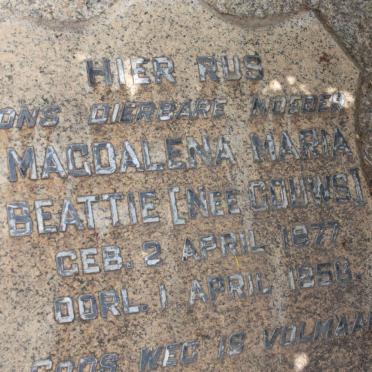 HIER RUS
ONS DIERBARE MOEDER
MAGDALENA MARIA
BEATTIE [NEE GOUWS]
GEB. 2 APRIL 1877
OORL. 1 APRIL 1958.
GODS WEG IS VOLMAAK